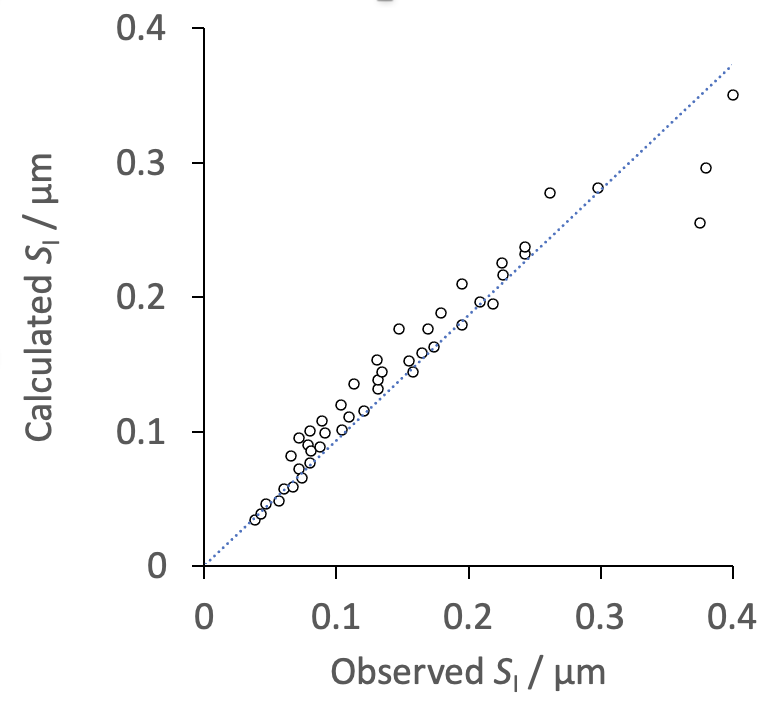 0.4
0.3
0.2
0.1
0
0 0.1 0.2 0.3 0.4
Calculated Sl / μm
Observed Sl / μm